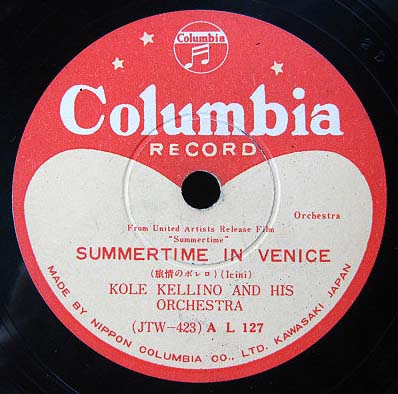 Columbia
Columbia
RECORD
Orchestra
From United Artists Release Film
"Summertime"
SUMMERTIME IN VENICE
(旅情のボレロ) (Icini)
KOLE KELLINO AND HIS
ORCHESTRA
(JTW-423) A L 127
MADE BY NIPPON COLUMBIA CO., LTD. KAWASAKI JAPAN